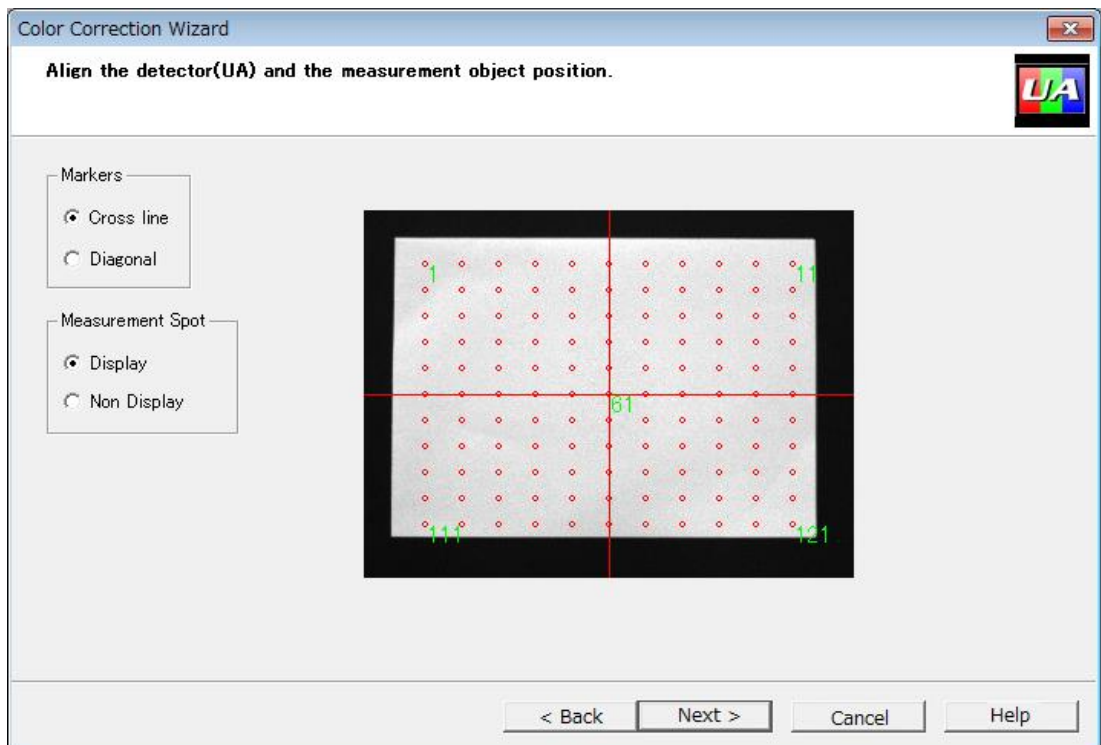 Color Correction Wizard
Align the detector(UA) and the measurement object position.
UA
Markers
Cross line
Diagonal
Measurement Spot
Display
Non Display
1
11
61
111
121
< Back
Next >
Cancel
Help